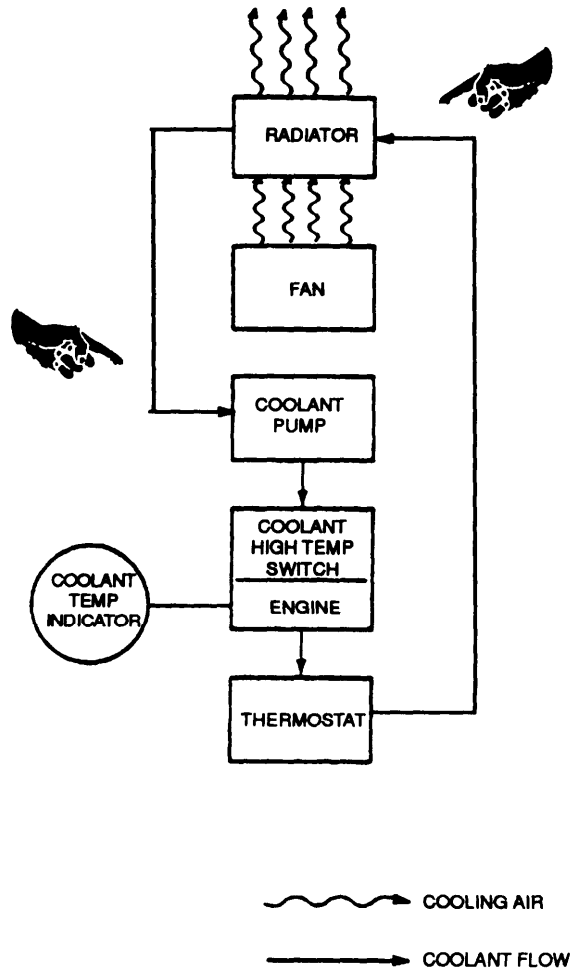 RADIATOR
FAN
COOLANT
PUMP
COOLANT
HIGH TEMP
SWITCH
ENGINE
COOLANT
TEMP
INDICATOR
THERMOSTAT
COOLING AIR
COOLANT FLOW